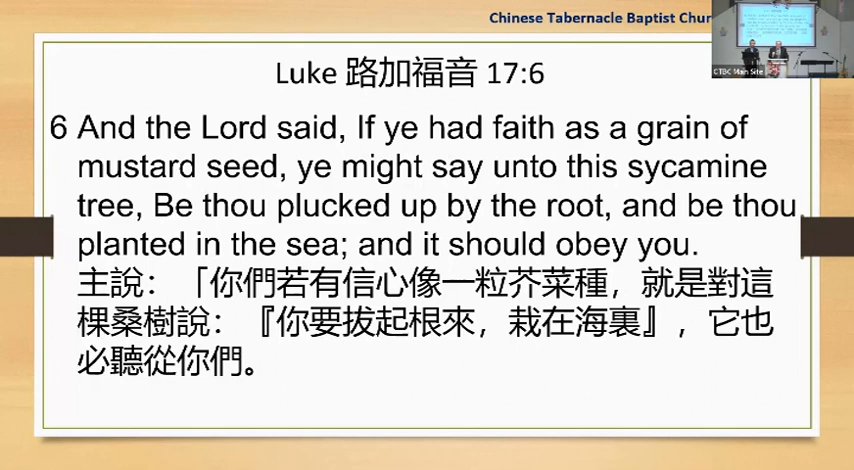 Chinese Tabernacle Baptist Chur
Luke 路加福音 17:6
6 And the Lord said, If ye had faith as a grain of
mustard seed, ye might say unto this sycamine
tree, Be thou plucked up by the root, and be thou
planted in the sea; and it should obey you.
主說：「你們若有信心像一粒芥菜種，就是對這
棵桑樹說：『你要拔起根來，栽在海裏』，它也
必聽從你們。
CTBC Main Site